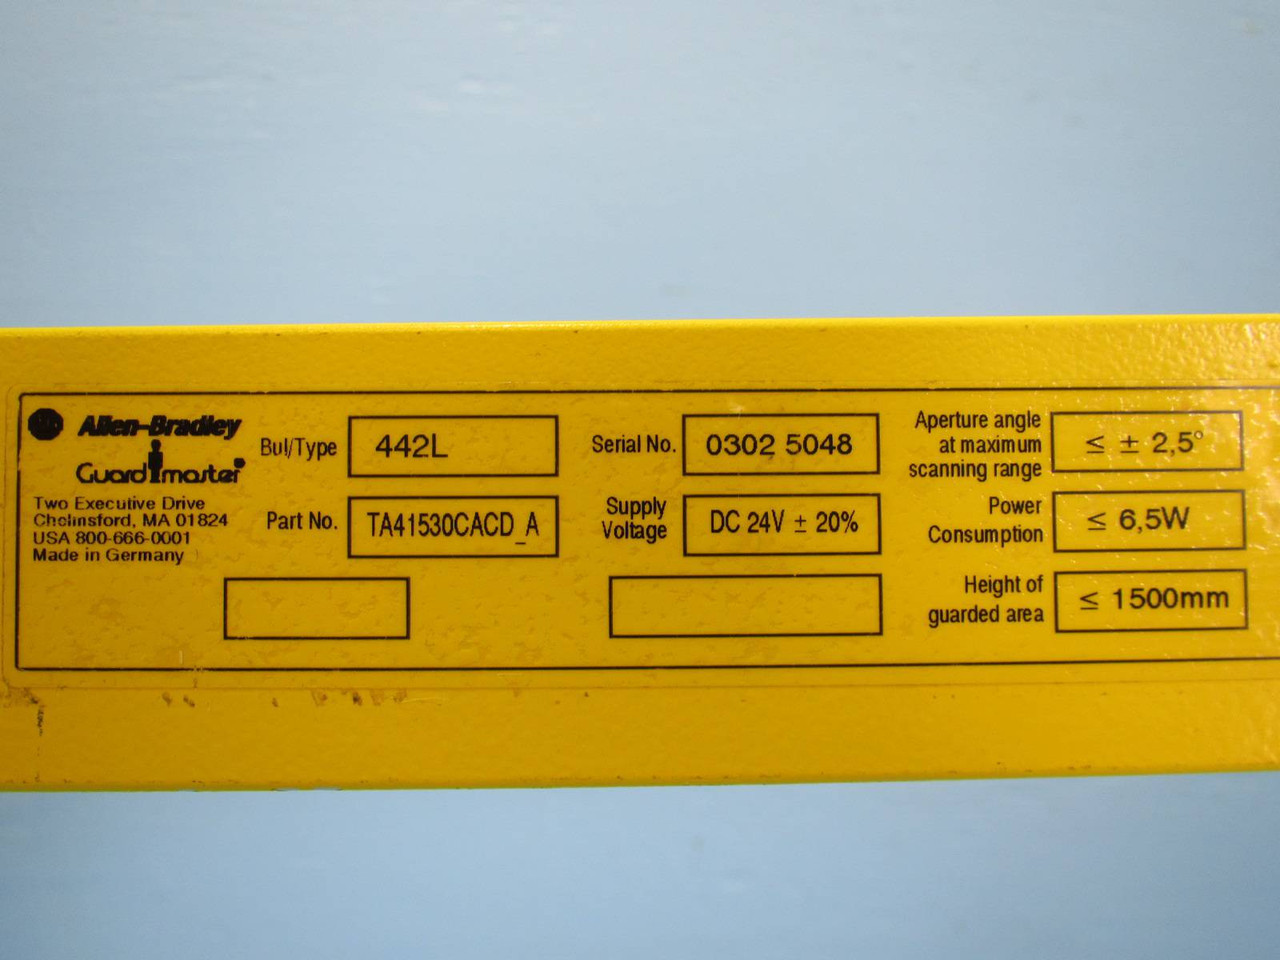 Allen-Bradley
Guardmaster
Two Executive Drive
Chelmsford, MA 01824
USA 800-666-0001
Made in Germany
Bul/Type 442L
Part No. TA41530CACD_A
Serial No. 0302 5048
Supply
Voltage DC 24V ± 20%
Aperture angle
at maximum
scanning range ≤ ± 2,5°
Power
Consumption ≤ 6,5W
Height of
guarded area ≤ 1500mm